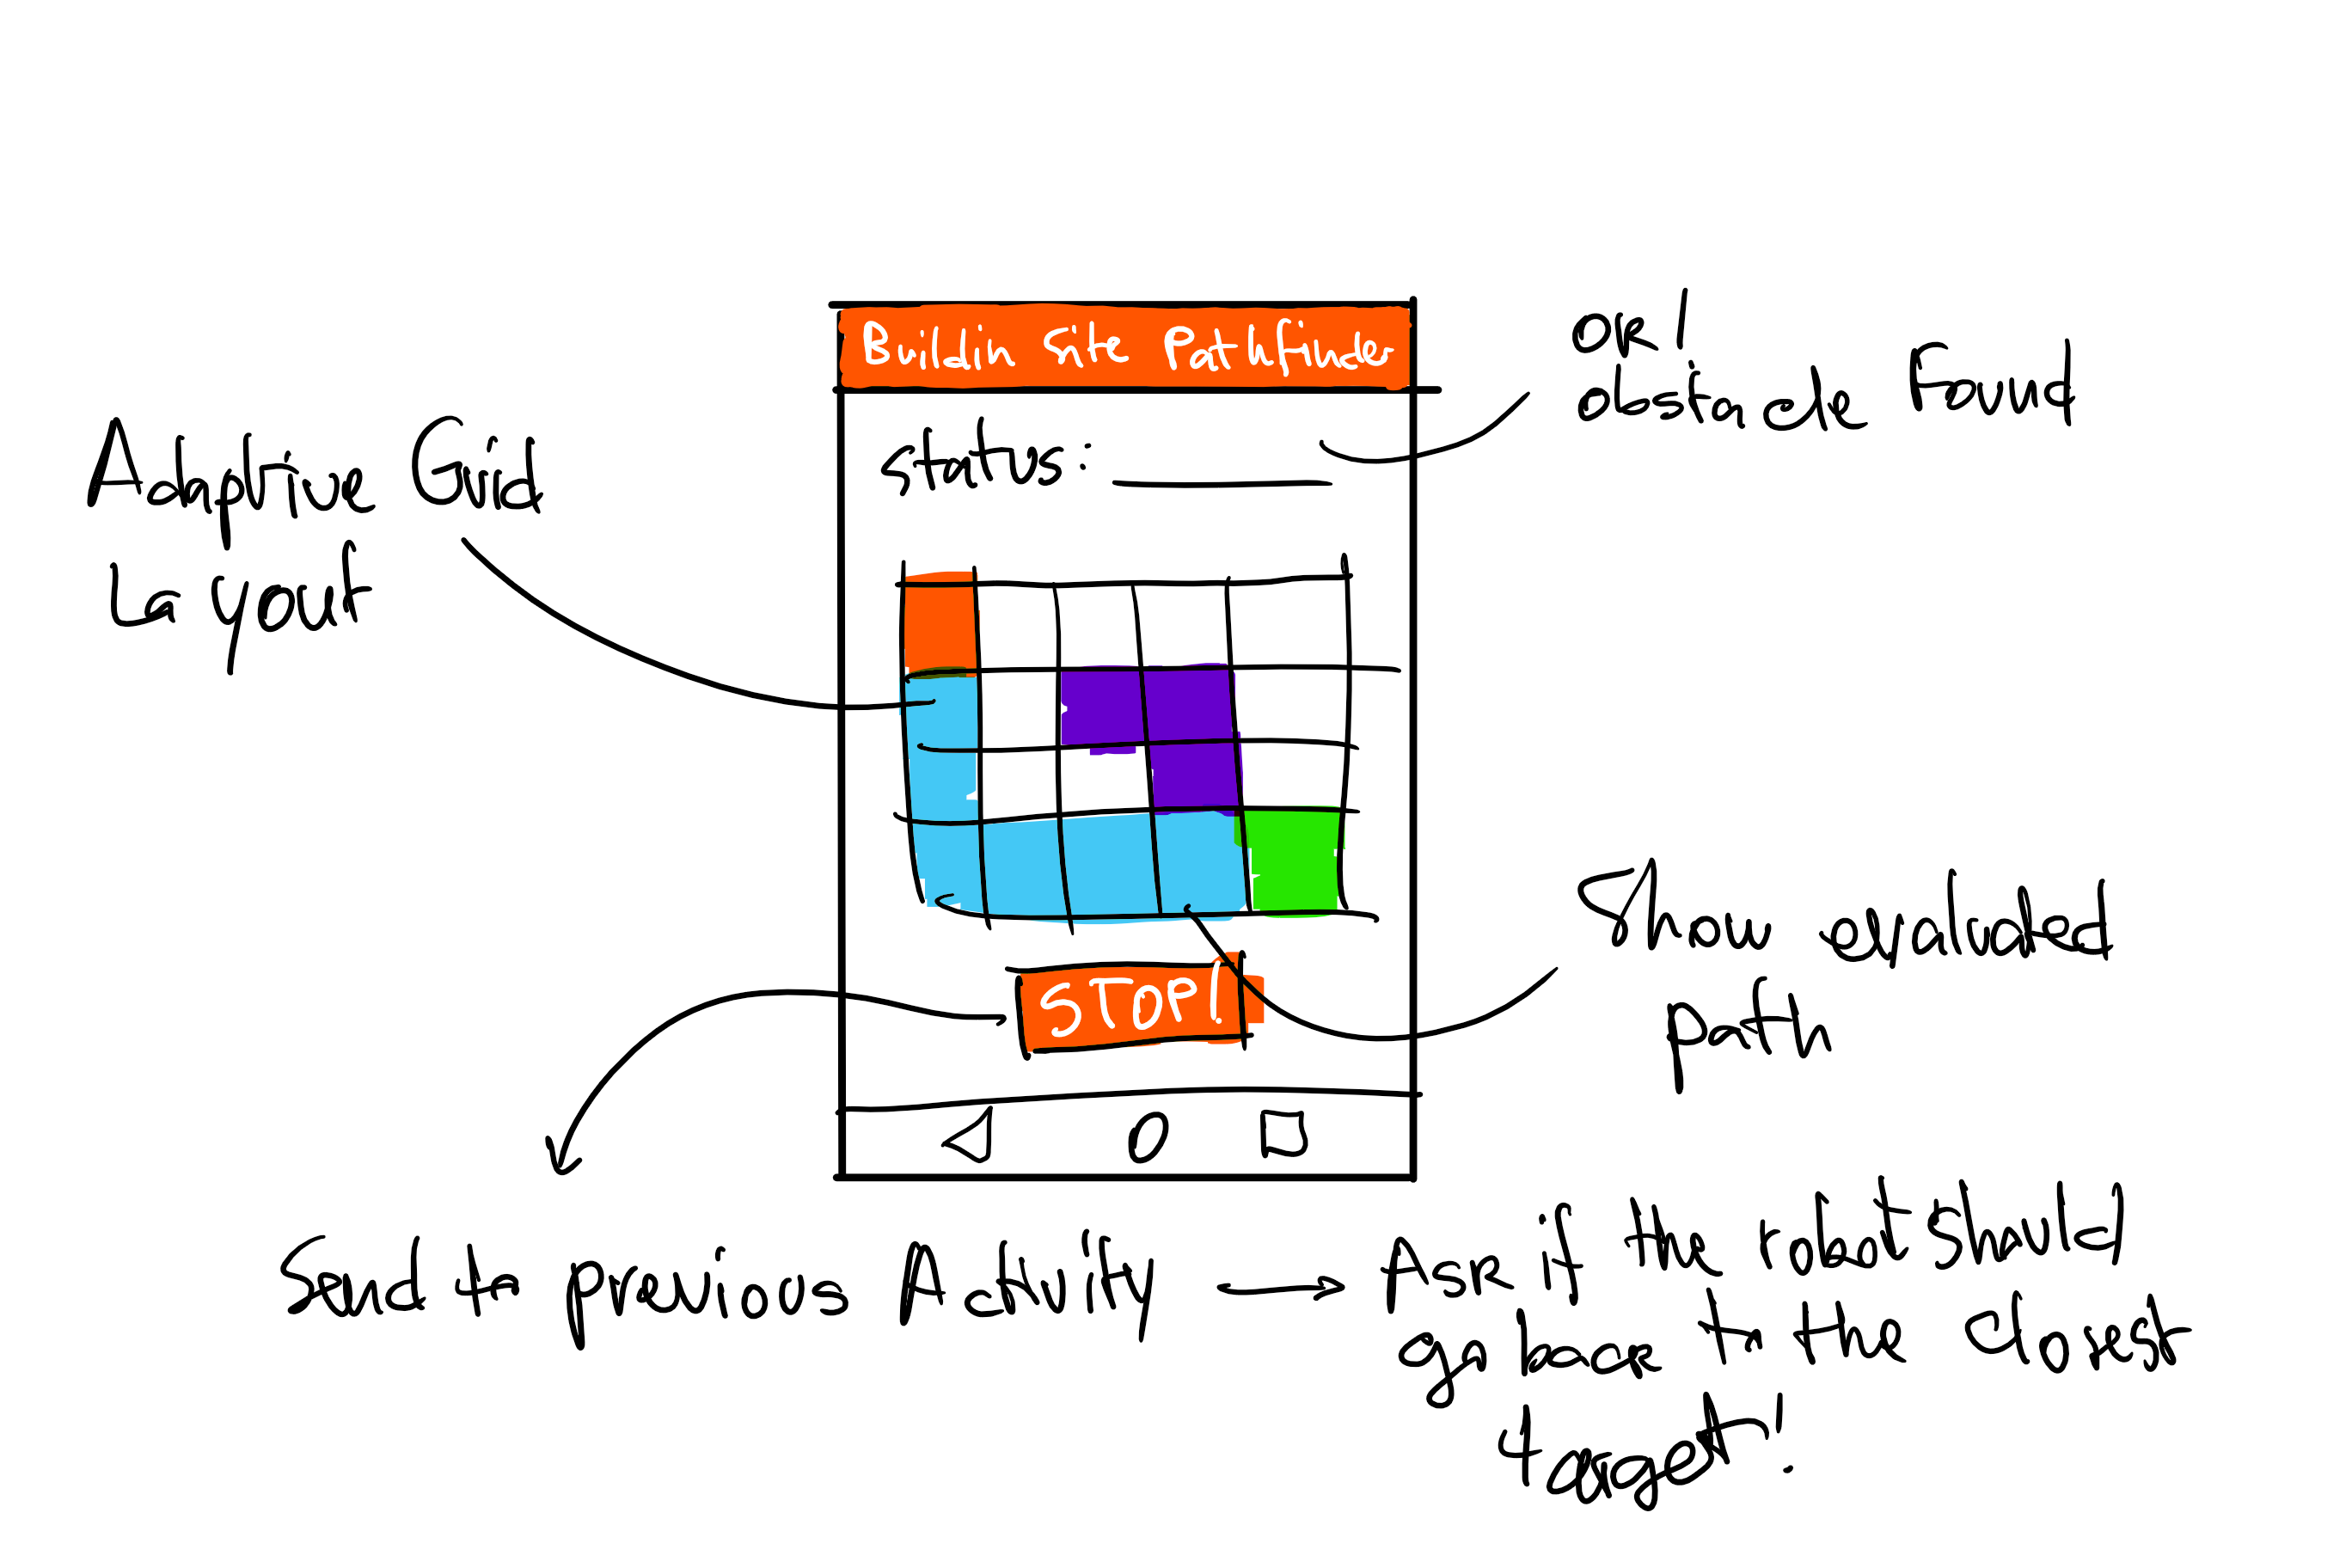 Buildin Site Pathfinder
ok/
obstacle Found
Status:
Adaptive Grid
Layout
Show evaluated
path
STOP!
Send to previous Activity
Ask if the robot should
go back to the closest
target!